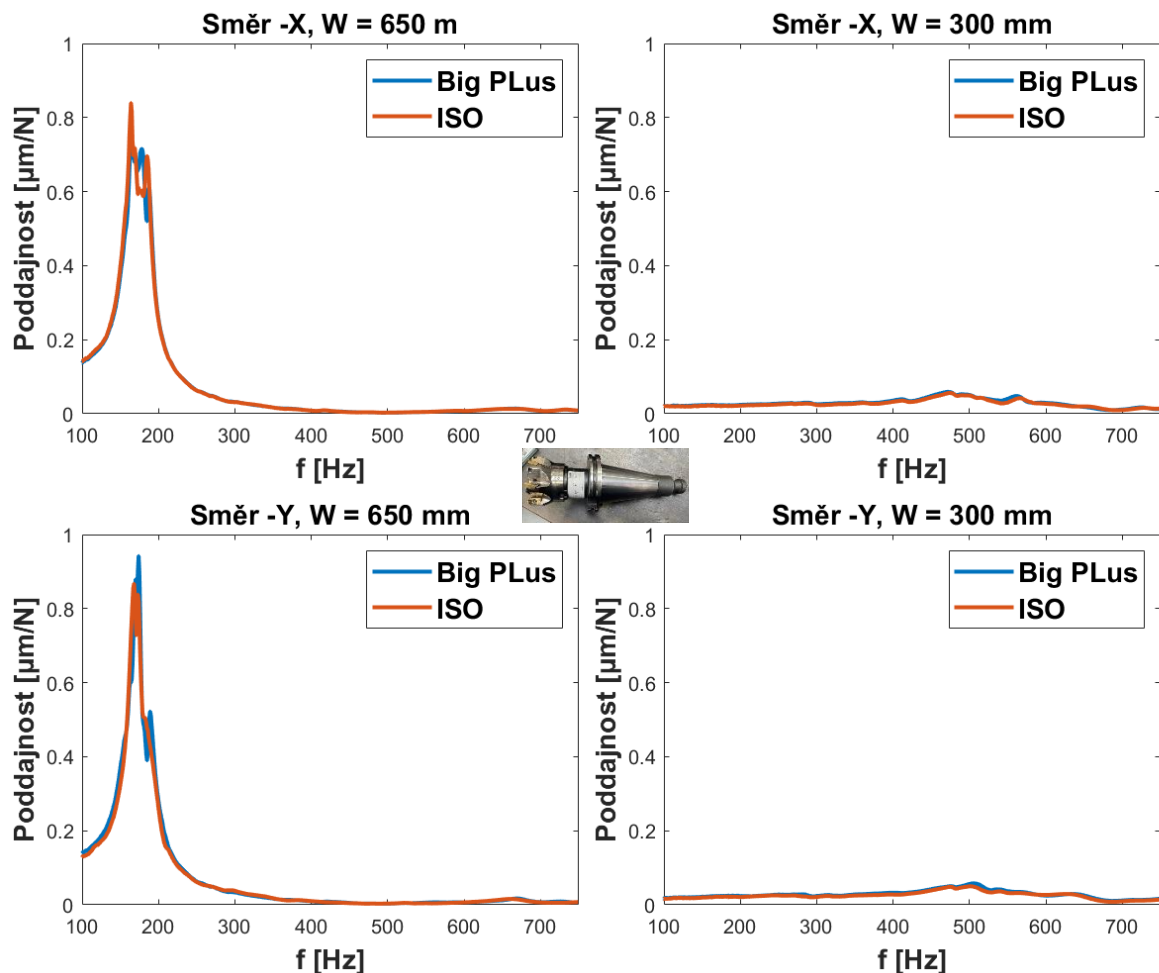 Směr -X, W = 650 m
1
0.8
0.6
0.4
0.2
0
Poddajnost [µm/N]
Big PLus
ISO
100 200 300 400 500 600 700
f [Hz]
Směr -X, W = 300 mm
1
0.8
0.6
0.4
0.2
0
Poddajnost [µm/N]
Big PLus
ISO
100 200 300 400 500 600 700
f [Hz]
Směr -Y, W = 650 mm
1
0.8
0.6
0.4
0.2
0
Poddajnost [µm/N]
Big PLus
ISO
100 200 300 400 500 600 700
f [Hz]
Směr -Y, W = 300 mm
1
0.8
0.6
0.4
0.2
0
Poddajnost [µm/N]
Big PLus
ISO
100 200 300 400 500 600 700
f [Hz]